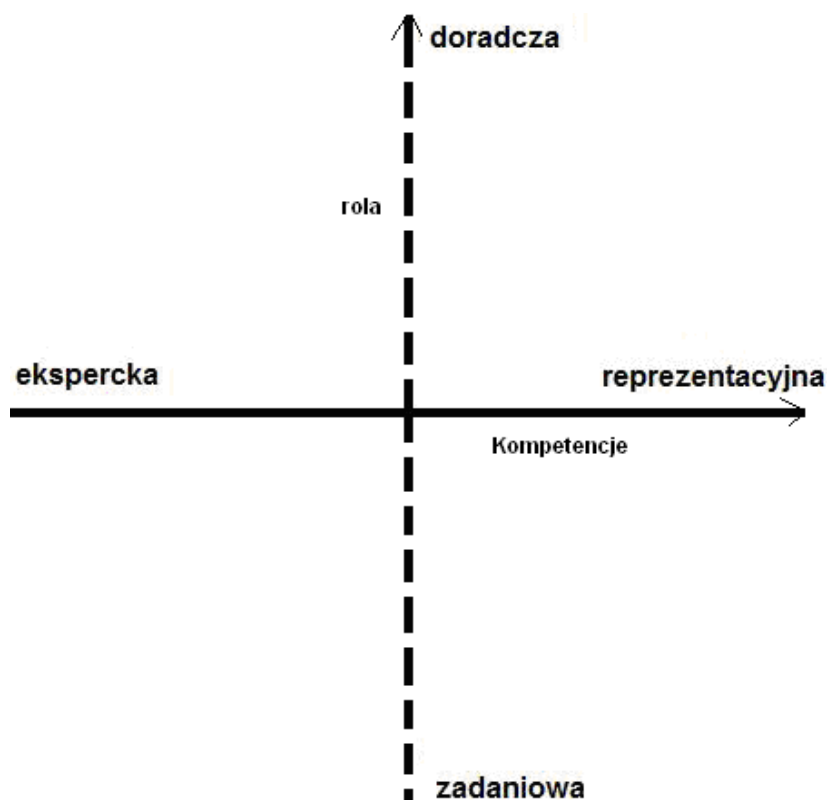 doradcza
rola
ekspercka
reprezentacyjna
Kompetencje
zadaniowa